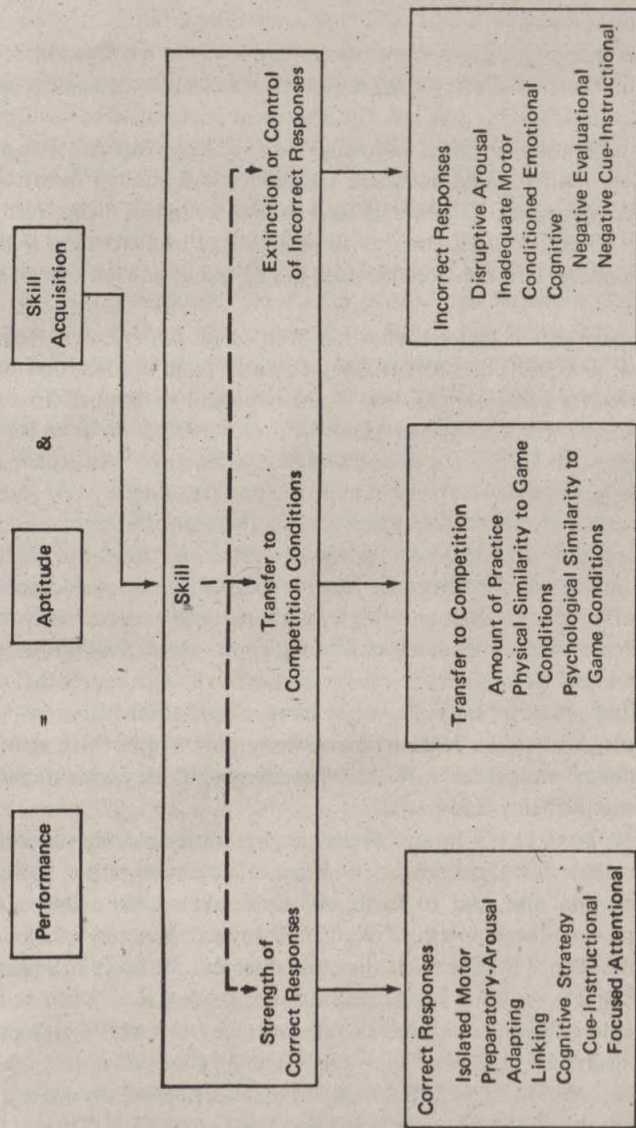 Performance = Aptitude & Skill
Acquisition
Skill
Strength of
Correct Responses
Transfer to
Competition Conditions
Extinction or Control
of Incorrect Responses
Correct Responses
Isolated Motor
Preparatory-Arousal
Adapting
Linking
Cognitive Strategy
Cue-Instructional
Focused-Attentional
Transfer to Competition
Amount of Practice
Physical Similarity to Game
Conditions
Psychological Similarity to
Game Conditions
Incorrect Responses
Disruptive Arousal
Inadequate Motor
Conditioned Emotional
Cognitive
Negative Evaluational
Negative Cue-Instructional